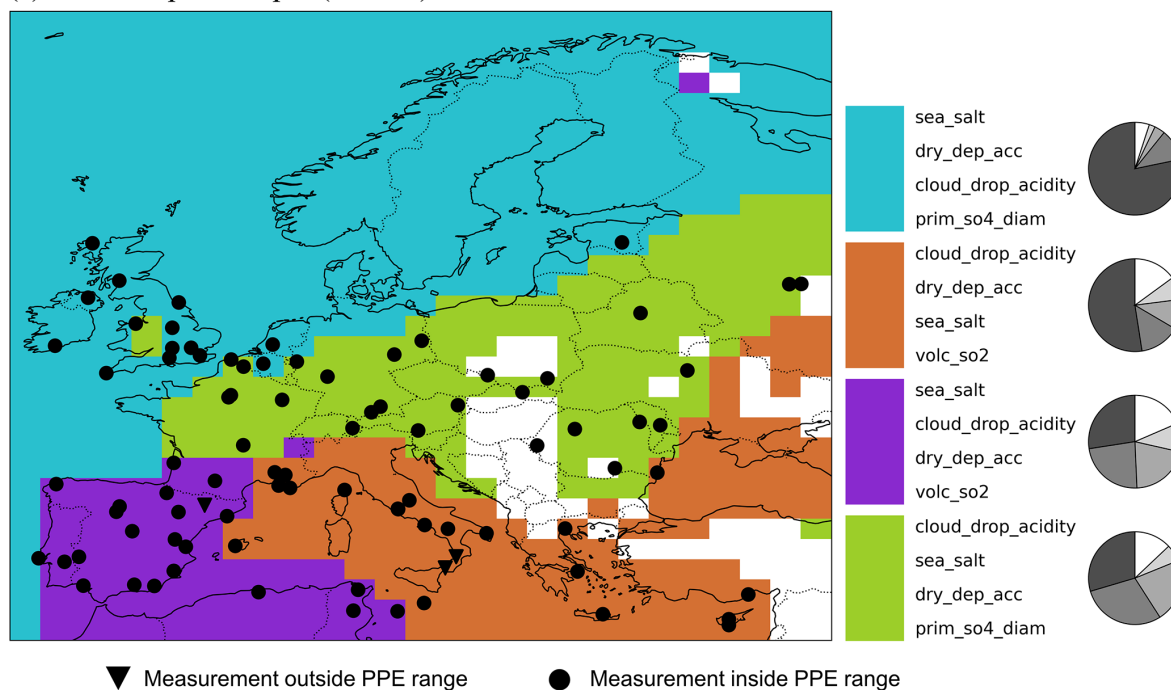 sea_salt
dry_dep_acc
cloud_drop_acidity
prim_so4_diam
cloud_drop_acidity
dry_dep_acc
sea_salt
volc_so2
sea_salt
cloud_drop_acidity
dry_dep_acc
volc_so2
cloud_drop_acidity
sea_salt
dry_dep_acc
prim_so4_diam
Measurement outside PPE range Measurement inside PPE range